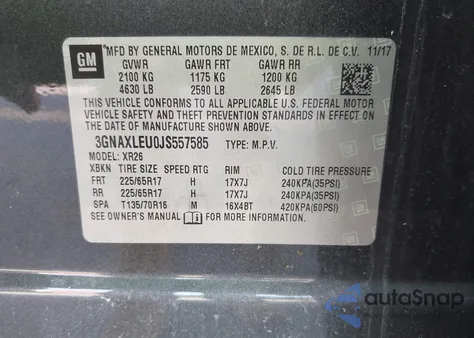 GM
MFD BY GENERAL MOTORS DE MEXICO, S. DE R.L. DE C.V. 11/17
GVWR GAWR FRT GAWR RR
2100 KG 1175 KG 1200 KG
4630 LB 2590 LB 2645 LB
THIS VEHICLE CONFORMS TO ALL APPLICABLE U.S. FEDERAL MOTOR
VEHICLE SAFETY AND THEFT PREVENTION STANDARDS IN EFFECT ON
THE DATE OF MANUFACTURE SHOWN ABOVE.
3GNAXLEU0JS557585 TYPE: M.P.V.
MODEL: XR26
XBKN TIRE SIZE SPEED RTG RIM COLD TIRE PRESSURE
FRT 225/65R17 H 17X7J 240KPA(35PSI)
RR 225/65R17 H 17X7J 240KPA(35PSI)
SPA T135/70R16 M 16X4BT 420KPA(60PSI)
SEE OWNER'S MANUAL FOR MORE INFORMATION
autoSnap